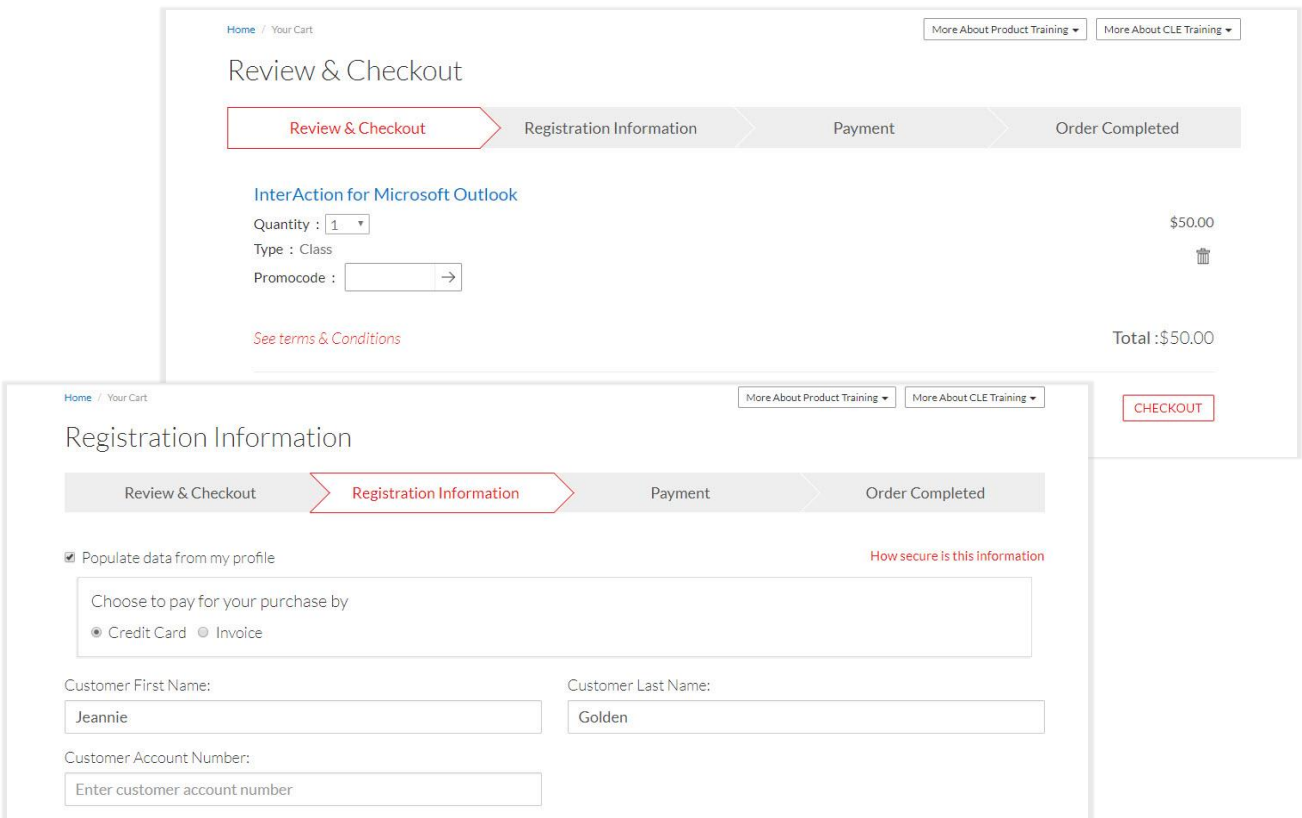 Home / Your Cart
More About Product Training
More About CLE Training
Review & Checkout
Review & Checkout
Registration Information
Payment
Order Completed
InterAction for Microsoft Outlook
Quantity : 1
$50.00
Type : Class
Promocode :
See terms & Conditions
Total :$50.00
CHECKOUT
Home / Your Cart
More About Product Training
More About CLE Training
Registration Information
Review & Checkout
Registration Information
Payment
Order Completed
Populate data from my profile
How secure is this information
Choose to pay for your purchase by
Credit Card
Invoice
Customer First Name:
Customer Last Name:
Jeannie
Golden
Customer Account Number:
Enter customer account number